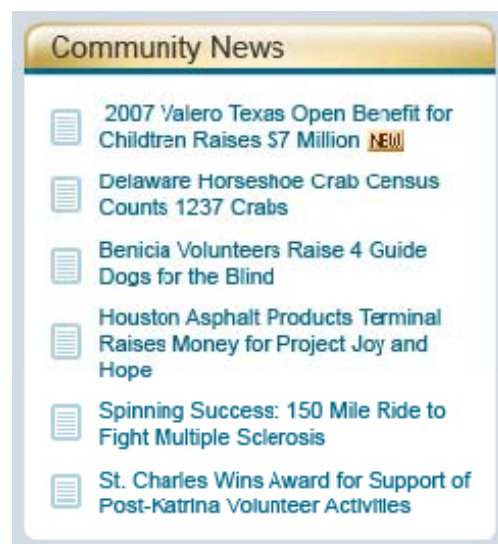 Community News
2007 Valero Texas Open Benefit for
Childtren Raises $7 Million NEW
Delaware Horseshoe Crab Census
Counts 1237 Crabs
Benicia Volunteers Raise 4 Guide
Dogs for the Blind
Houston Asphalt Products Terminal
Raises Money for Project Joy and
Hope
Spinning Success: 150 Mile Ride to
Fight Multiple Sclerosis
St. Charles Wins Award for Support of
Post-Katrina Volunteer Activities